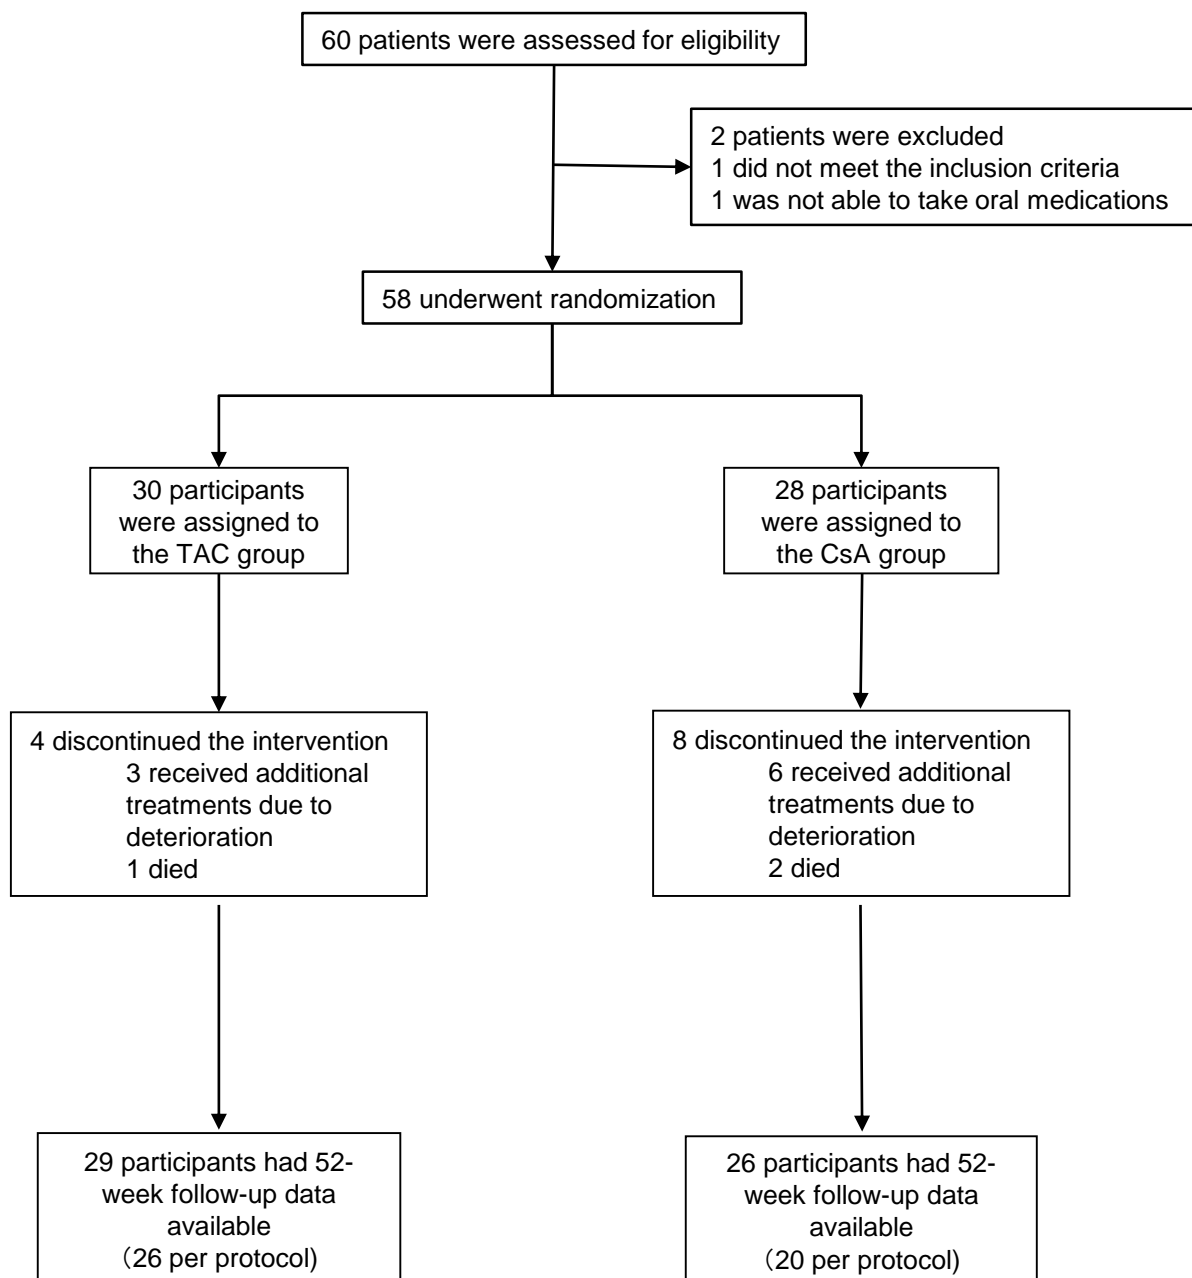 60 patients were assessed for eligibility
2 patients were excluded
1 did not meet the inclusion criteria
1 was not able to take oral medications
58 underwent randomization
30 participants
were assigned to
the TAC group
28 participants
were assigned to
the CsA group
4 discontinued the intervention
3 received additional
treatments due to
deterioration
1 died
8 discontinued the intervention
6 received additional
treatments due to
deterioration
2 died
29 participants had 52-
week follow-up data
available
（26 per protocol)
26 participants had 52-
week follow-up data
available
（20 per protocol)